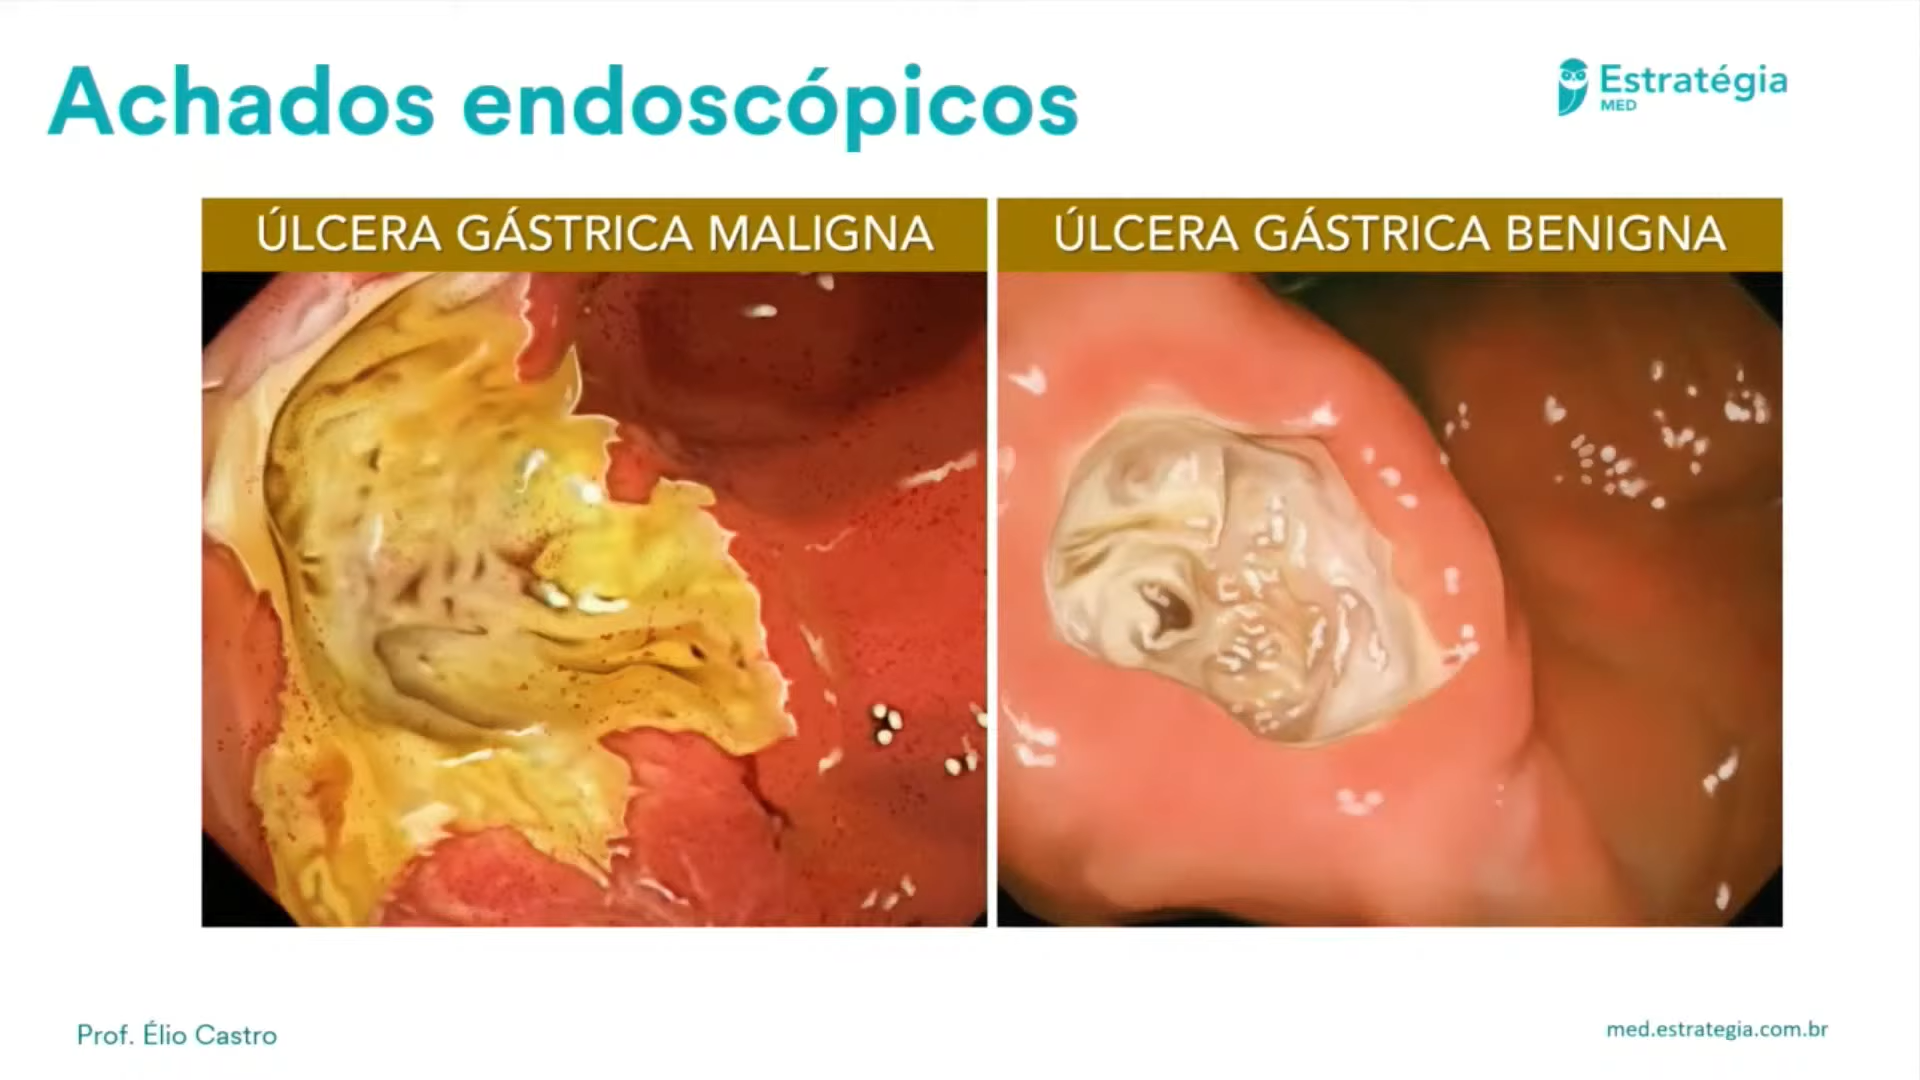 Achados endoscópicos
Estratégia
MED
ÚLCERA GÁSTRICA MALIGNA
ÚLCERA GÁSTRICA BENIGNA
Prof. Élio Castro
med.estrategia.com.br